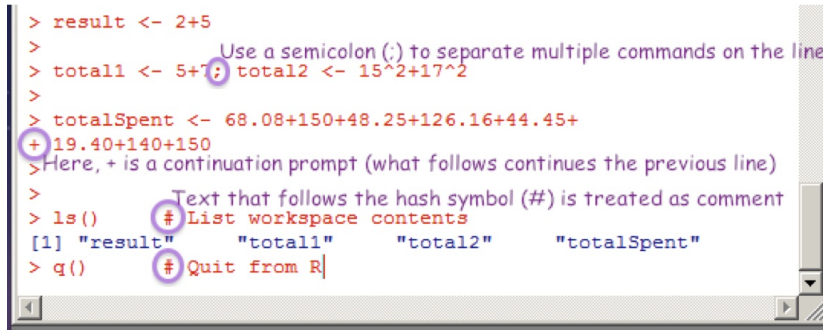 > result <- 2+5
>
Use a semicolon (;) to separate multiple commands on the line
> total1 <- 5+7; total2 <- 15^2+17^2
>
> totalSpent <- 68.08+150+48.25+126.16+44.45+
+ 19.40+140+150
> Here, + is a continuation prompt (what follows continues the previous line)
>
Text that follows the hash symbol (#) is treated as comment
> ls() # List workspace contents
[1] "result" "total1" "total2" "totalSpent"
> q() # Quit from R